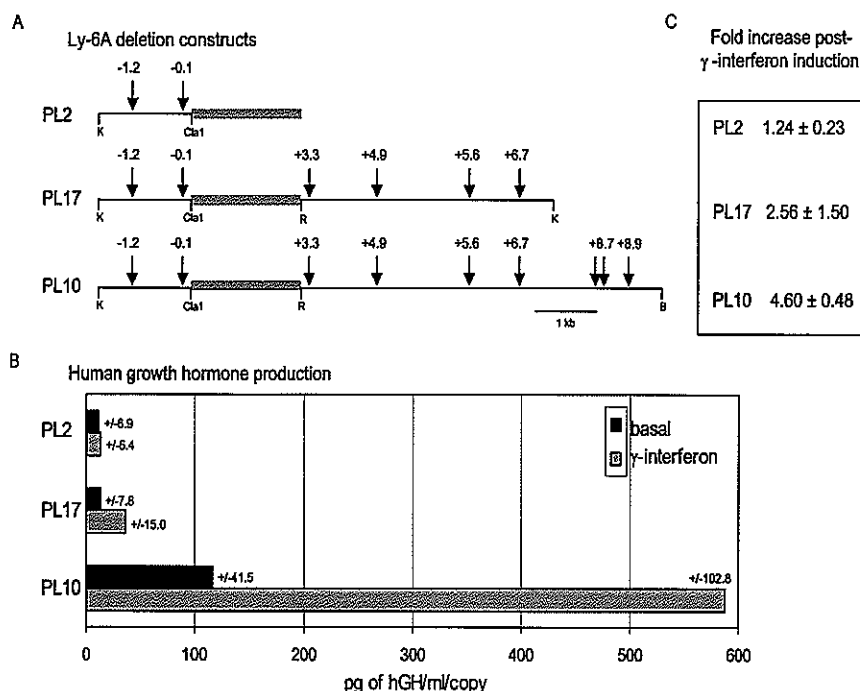 A
Ly-6A deletion constructs
-1.2 -0.1
PL2
K Cla1
-1.2 -0.1 +3.3 +4.9 +5.6 +6.7
PL17
K Cla1 R K
-1.2 -0.1 +3.3 +4.9 +5.6 +6.7 +8.7 +8.9
PL10
K Cla1 R B
1 kb
C
Fold increase post-
γ-interferon induction
PL2 1.24 ± 0.23
PL17 2.56 ± 1.50
PL10 4.60 ± 0.48
B
Human growth hormone production
basal
γ-interferon
PL2 +/-6.9
+/-6.4
PL17 +/-7.8
+/-15.0
PL10 +/-41.5
+/-102.8
0 100 200 300 400 500 600
pg of hGH/ml/copy